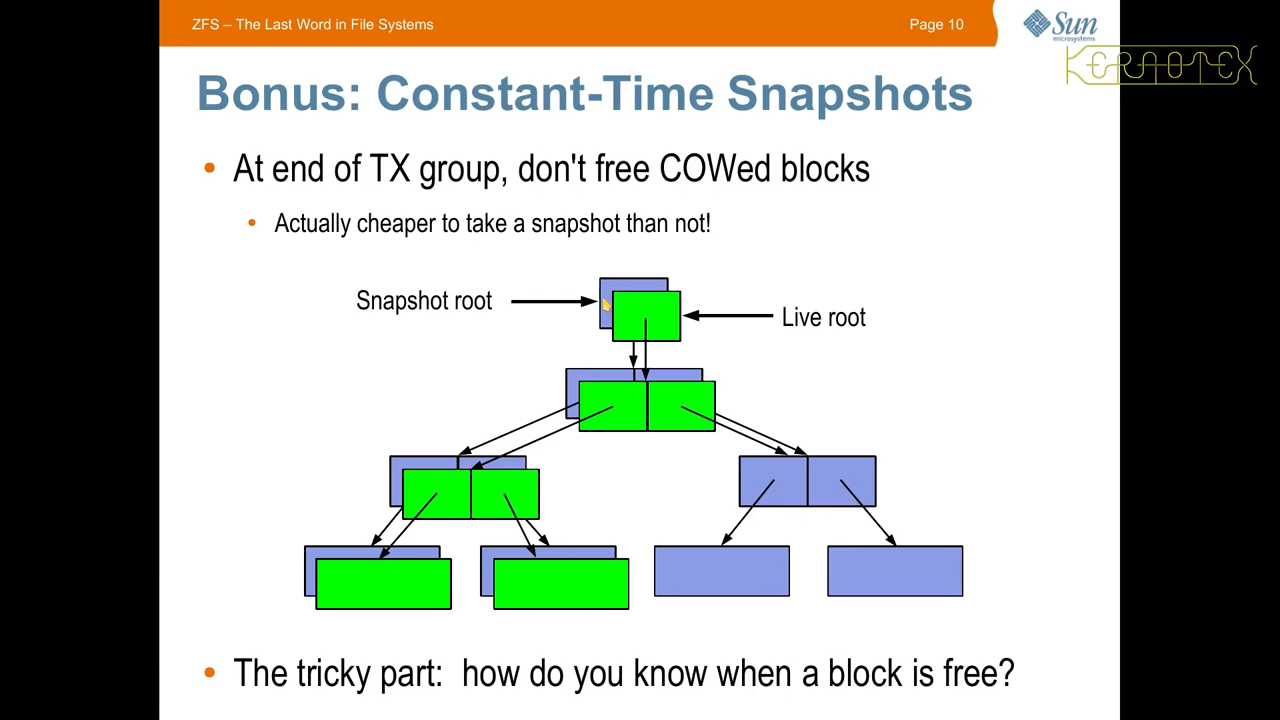 ZFS – The Last Word in File Systems
Page 10
Sun
microsystems
KERNOTEX
Bonus: Constant-Time Snapshots
At end of TX group, don't free COWed blocks
Actually cheaper to take a snapshot than not!
Snapshot root
Live root
The tricky part: how do you know when a block is free?